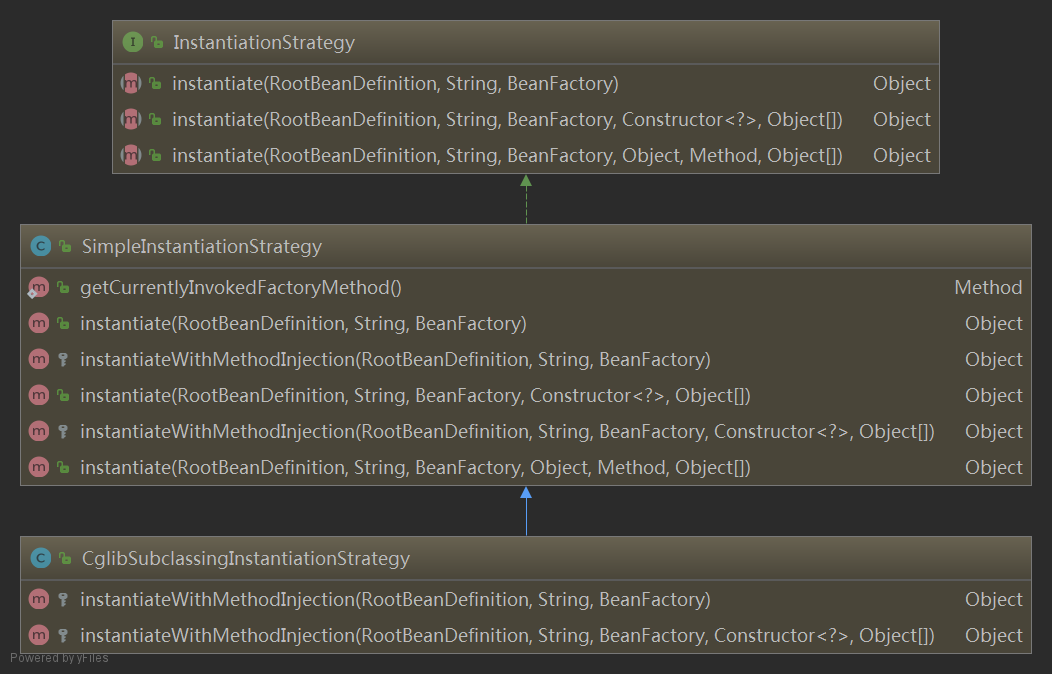 InstantiationStrategy
instantiate(RootBeanDefinition, String, BeanFactory) Object
instantiate(RootBeanDefinition, String, BeanFactory, Constructor<?>, Object[]) Object
instantiate(RootBeanDefinition, String, BeanFactory, Object, Method, Object[]) Object
SimpleInstantiationStrategy
getCurrentlyInvokedFactoryMethod() Method
instantiate(RootBeanDefinition, String, BeanFactory) Object
instantiateWithMethodInjection(RootBeanDefinition, String, BeanFactory) Object
instantiate(RootBeanDefinition, String, BeanFactory, Constructor<?>, Object[]) Object
instantiateWithMethodInjection(RootBeanDefinition, String, BeanFactory, Constructor<?>, Object[]) Object
instantiate(RootBeanDefinition, String, BeanFactory, Object, Method, Object[]) Object
CglibSubclassingInstantiationStrategy
instantiateWithMethodInjection(RootBeanDefinition, String, BeanFactory) Object
instantiateWithMethodInjection(RootBeanDefinition, String, BeanFactory, Constructor<?>, Object[]) Object
Powered by yFiles